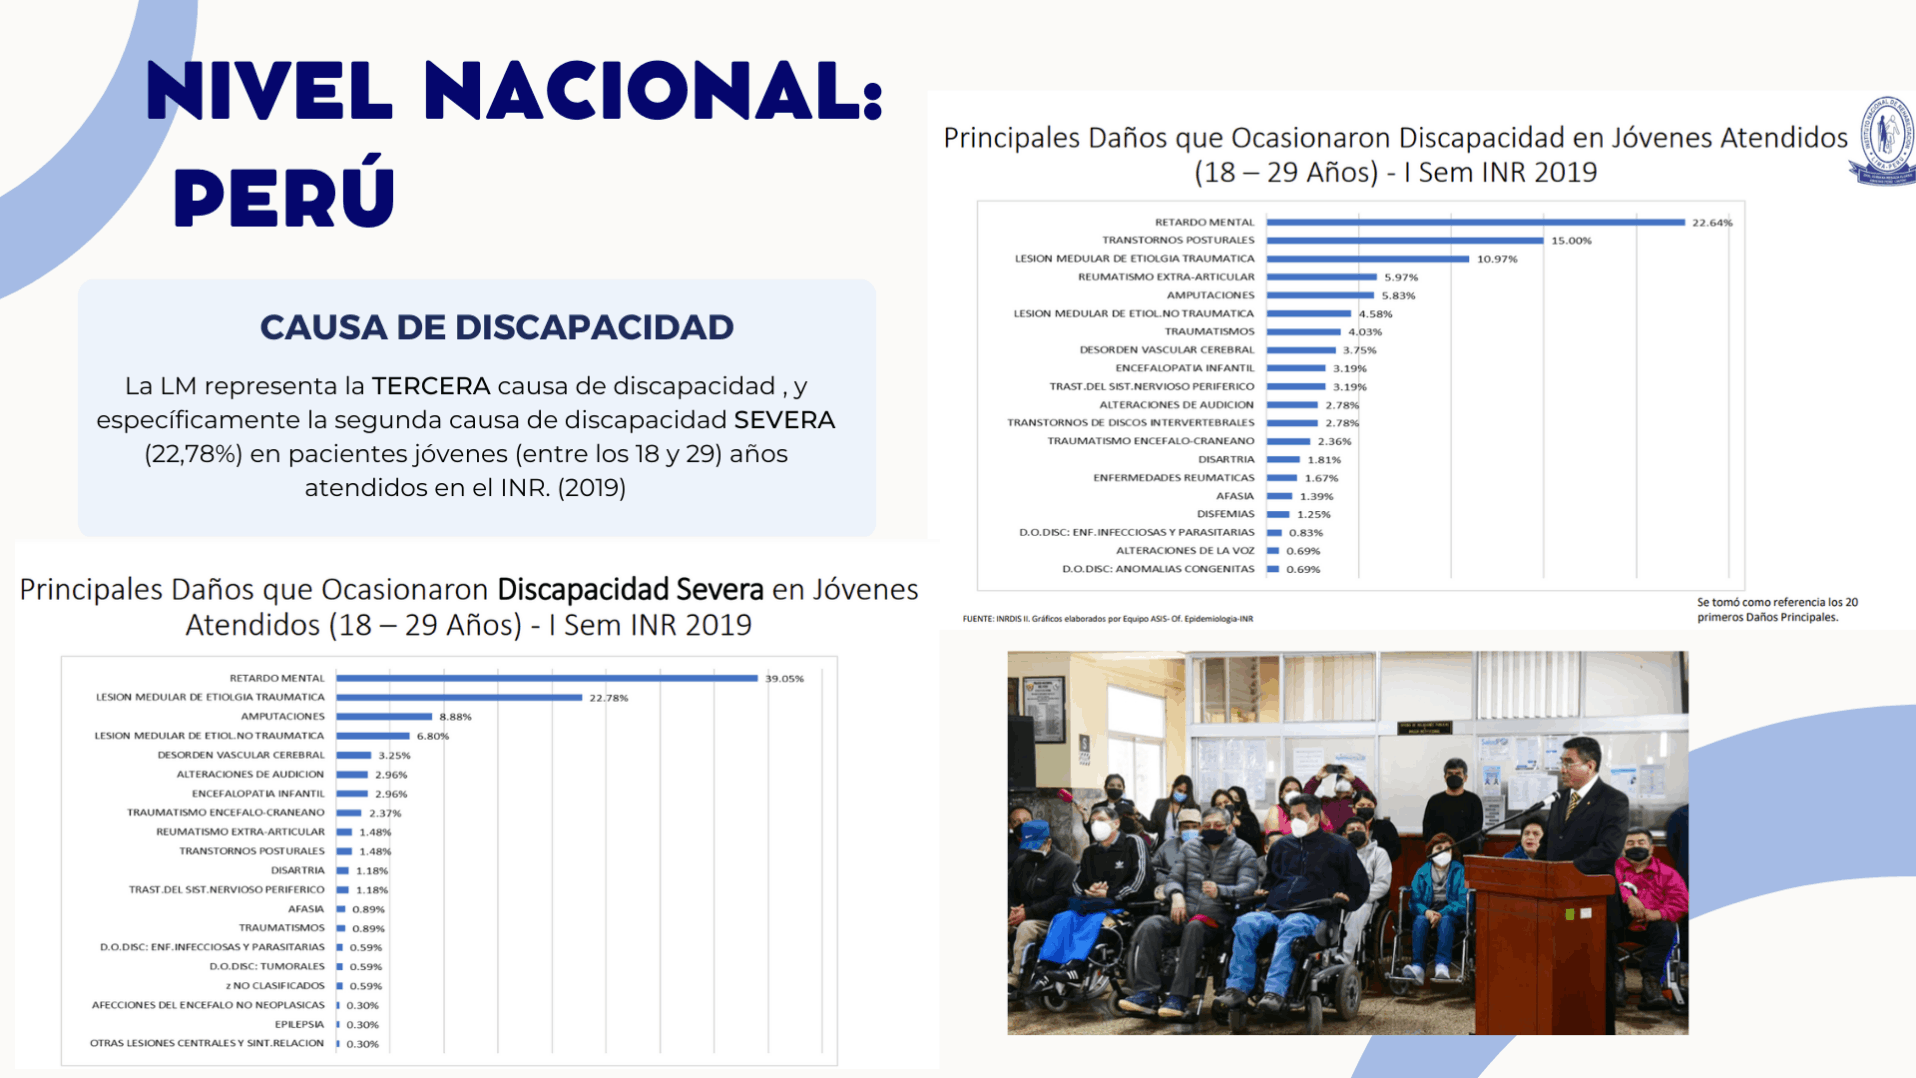 NIVEL NACIONAL:
PERÚ
CAUSA DE DISCAPACIDAD
La LM representa la TERCERA causa de discapacidad , y
específicamente la segunda causa de discapacidad SEVERA
(22,78%) en pacientes jóvenes (entre los 18 y 29) años
atendidos en el INR. (2019)
Principales Daños que Ocasionaron Discapacidad en Jóvenes Atendidos
(18 – 29 Años) - I Sem INR 2019
RETARDO MENTAL 22.64%
TRANSTORNOS POSTURALES 15.00%
LESION MEDULAR DE ETIOLGIA TRAUMATICA 10.97%
REUMATISMO EXTRA-ARTICULAR 5.97%
AMPUTACIONES 5.83%
LESION MEDULAR DE ETIOL.NO TRAUMATICA 4.58%
TRAUMATISMOS 4.03%
DESORDEN VASCULAR CEREBRAL 3.75%
ENCEFALOPATIA INFANTIL 3.19%
TRAST.DEL SIST.NERVIOSO PERIFERICO 3.19%
ALTERACIONES DE AUDICION 2.78%
TRANSTORNOS DE DISCOS INTERVERTEBRALES 2.78%
TRAUMATISMO ENCEFALO-CRANEANO 2.36%
DISARTRIA 1.81%
ENFERMEDADES REUMATICAS 1.67%
AFASIA 1.39%
DISFEMIAS 1.25%
D.O.DISC: ENF.INFECCIOSAS Y PARASITARIAS 0.83%
ALTERACIONES DE LA VOZ 0.69%
D.O.DISC: ANOMALIAS CONGENITAS 0.69%
FUENTE: INRDIS II. Gráficos elaborados por Equipo ASIS- Of. Epidemiologia-INR
Se tomó como referencia los 20
primeros Daños Principales.
INSTITUTO NACIONAL DE REHABILITACION
LIMA-PERU
Principales Daños que Ocasionaron Discapacidad Severa en Jóvenes
Atendidos (18 – 29 Años) - I Sem INR 2019
RETARDO MENTAL 39.05%
LESION MEDULAR DE ETIOLGIA TRAUMATICA 22.78%
AMPUTACIONES 8.88%
LESION MEDULAR DE ETIOL.NO TRAUMATICA 6.80%
DESORDEN VASCULAR CEREBRAL 3.25%
ALTERACIONES DE AUDICION 2.96%
ENCEFALOPATIA INFANTIL 2.96%
TRAUMATISMO ENCEFALO-CRANEANO 2.37%
REUMATISMO EXTRA-ARTICULAR 1.48%
TRANSTORNOS POSTURALES 1.48%
DISARTRIA 1.18%
TRAST.DEL SIST.NERVIOSO PERIFERICO 1.18%
AFASIA 0.89%
TRAUMATISMOS 0.89%
D.O.DISC: ENF.INFECCIOSAS Y PARASITARIAS 0.59%
D.O.DISC: TUMORALES 0.59%
z NO CLASIFICADOS 0.59%
AFECCIONES DEL ENCEFALO NO NEOPLASICAS 0.30%
EPILEPSIA 0.30%
OTRAS LESIONES CENTRALES Y SINT.RELACION 0.30%